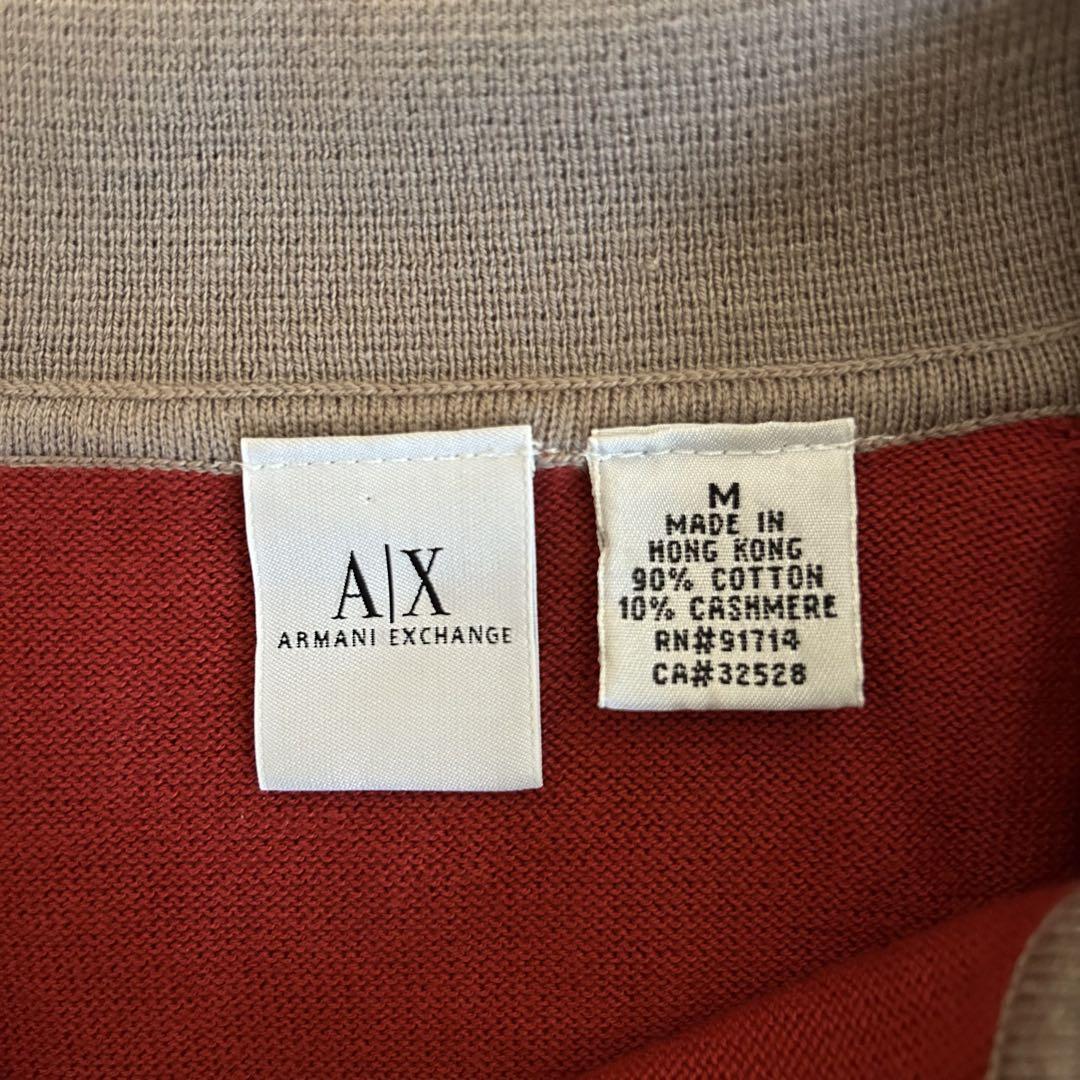 A|X
ARMANI EXCHANGE
M
MADE IN
HONG KONG
90% COTTON
10% CASHMERE
RN#91714
CA#32528